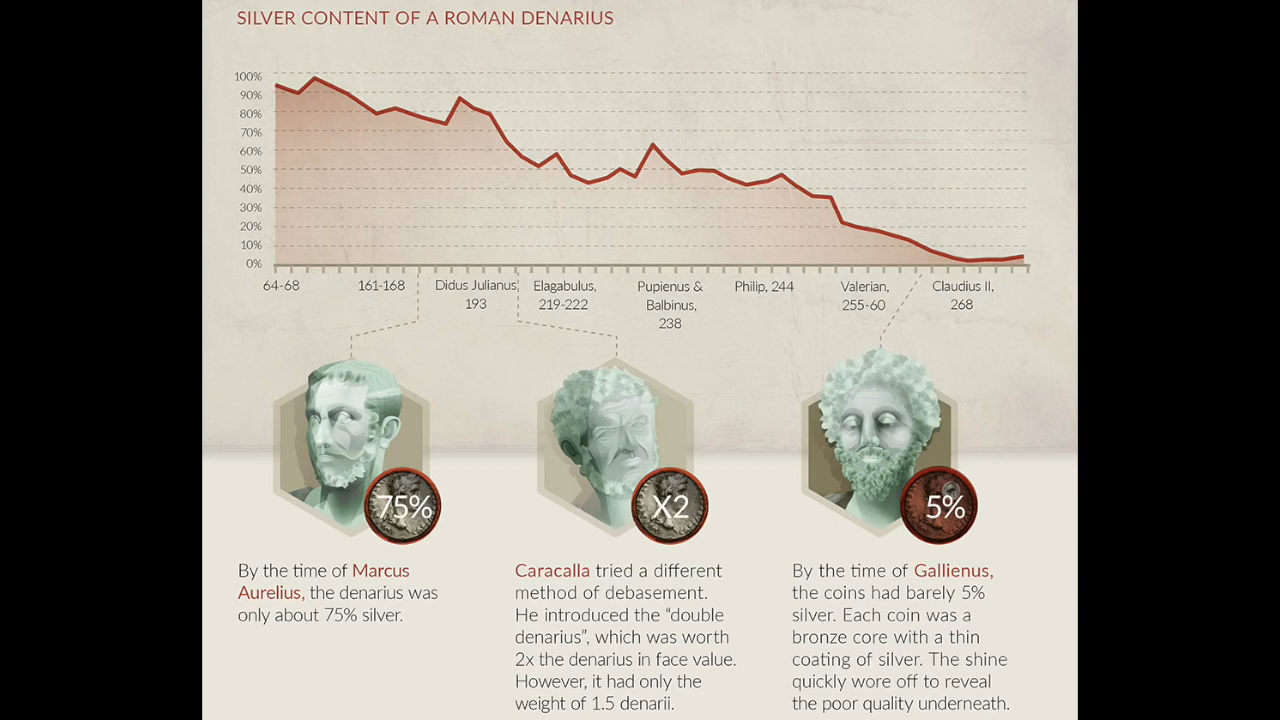 SILVER CONTENT OF A ROMAN DENARIUS
100%
90%
80%
70%
60%
50%
40%
30%
20%
10%
0%
64-68
161-168
Didus Julianus,
193
Elagabulus,
219-222
Pupienus &
Balbinus,
238
Philip, 244
Valerian,
255-60
Claudius II,
268
75%
X2
5%
By the time of Marcus
Aurelius, the denarius was
only about 75% silver.
Caracalla tried a different
method of debasement.
He introduced the “double
denarius”, which was worth
2x the denarius in face value.
However, it had only the
weight of 1.5 denarii.
By the time of Gallienus,
the coins had barely 5%
silver. Each coin was a
bronze core with a thin
coating of silver. The shine
quickly wore off to reveal
the poor quality underneath.